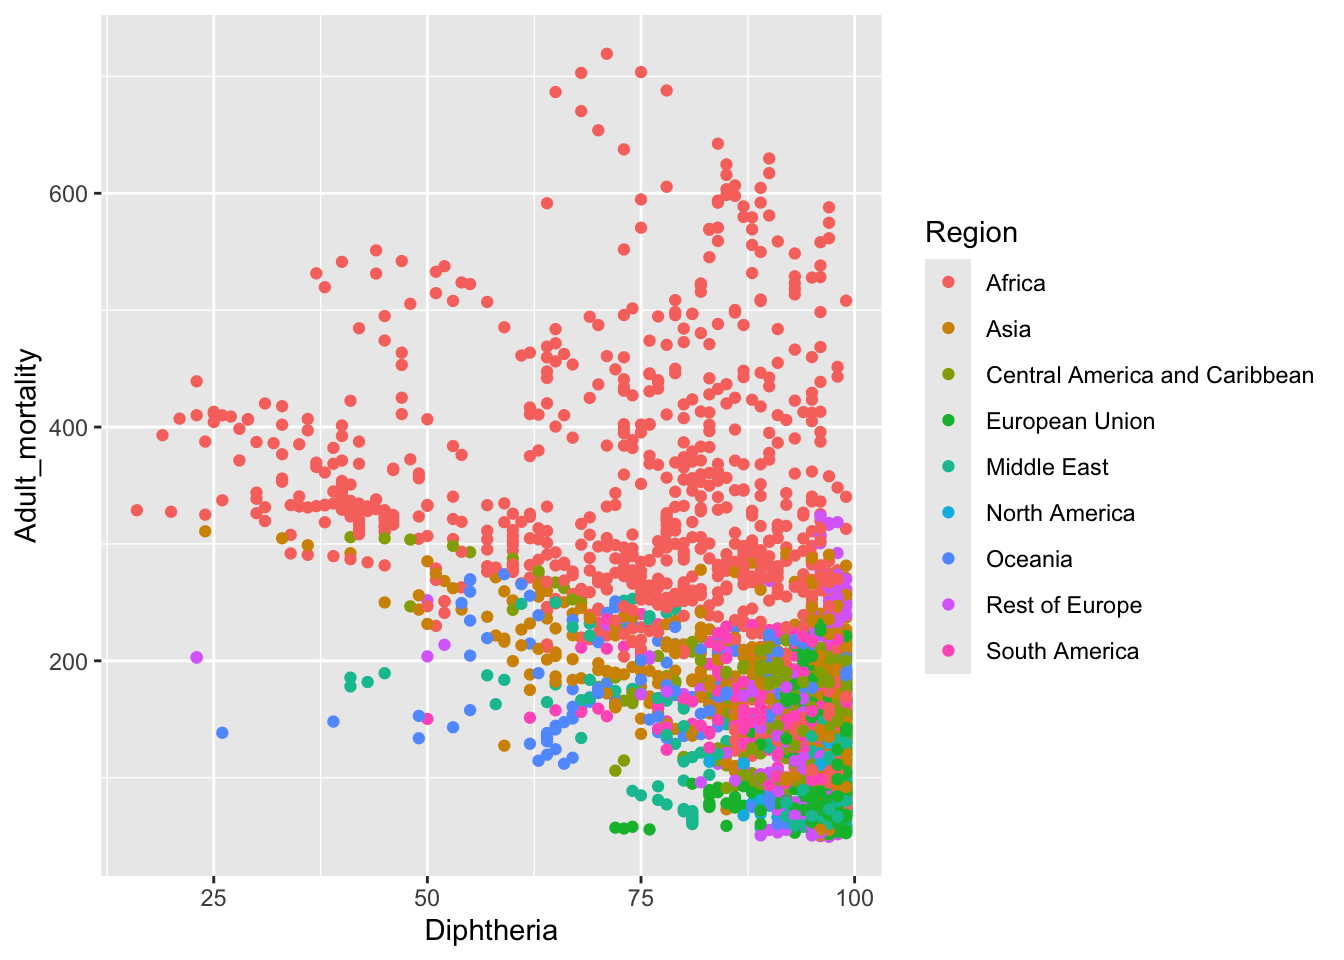 600
400
200
Adult_mortality
25
50
75
100
Diphtheria
Region
Africa
Asia
Central America and Caribbean
European Union
Middle East
North America
Oceania
Rest of Europe
South America